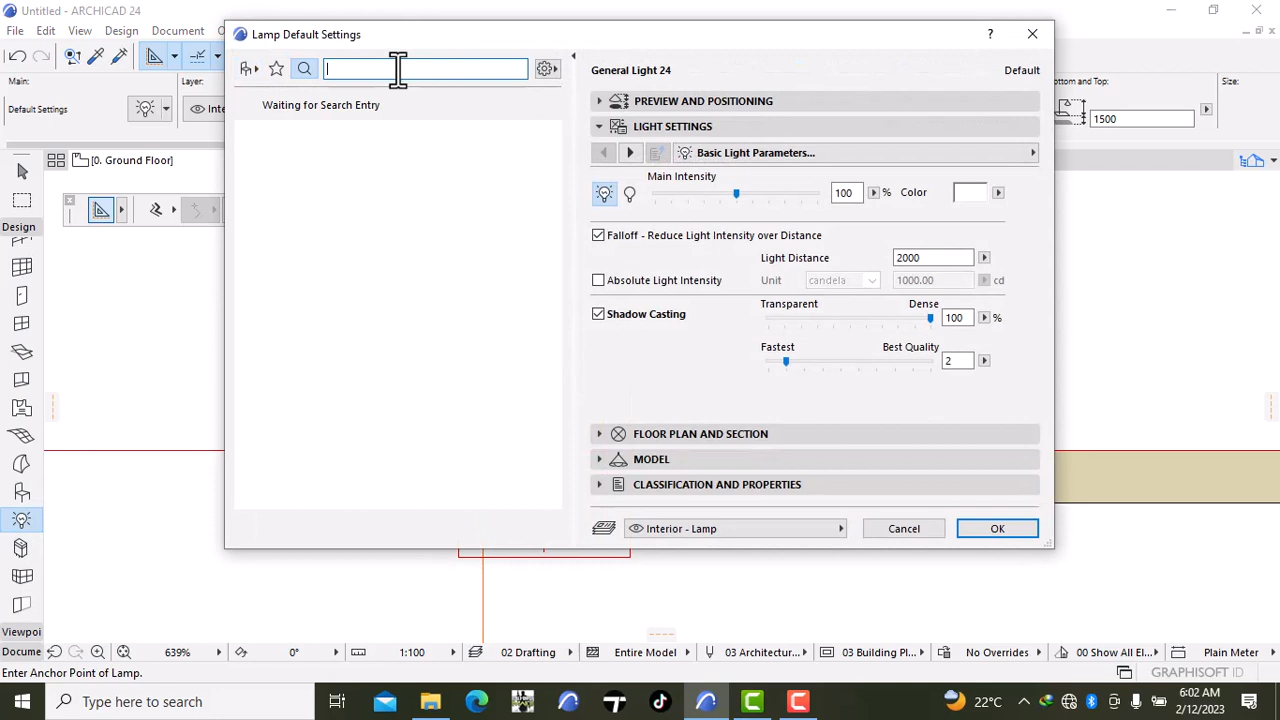 Untitled - ARCHICAD 24
File
Edit
View
Design
Document
Main:
Layer:
Default Settings
Inte
[0. Ground Floor]
Design
Viewpoi
Docume
Lamp Default Settings
?
Waiting for Search Entry
General Light 24
Default
PREVIEW AND POSITIONING
LIGHT SETTINGS
Basic Light Parameters...
Main Intensity
100
%
Color
Falloff - Reduce Light Intensity over Distance
Light Distance
2000
Absolute Light Intensity
Unit
candela
1000.00
cd
Shadow Casting
Transparent
Dense
100
%
Fastest
Best Quality
2
FLOOR PLAN AND SECTION
MODEL
CLASSIFICATION AND PROPERTIES
Interior - Lamp
Cancel
OK
ottom and Top:
Size:
1500
639%
0°
1:100
02 Drafting
Entire Model
03 Architectur...
03 Building Pl...
No Overrides
00 Show All El...
Plain Meter
Enter Anchor Point of Lamp.
GRAPHISOFT ID
Type here to search
22°C
6:02 AM
2/12/2023